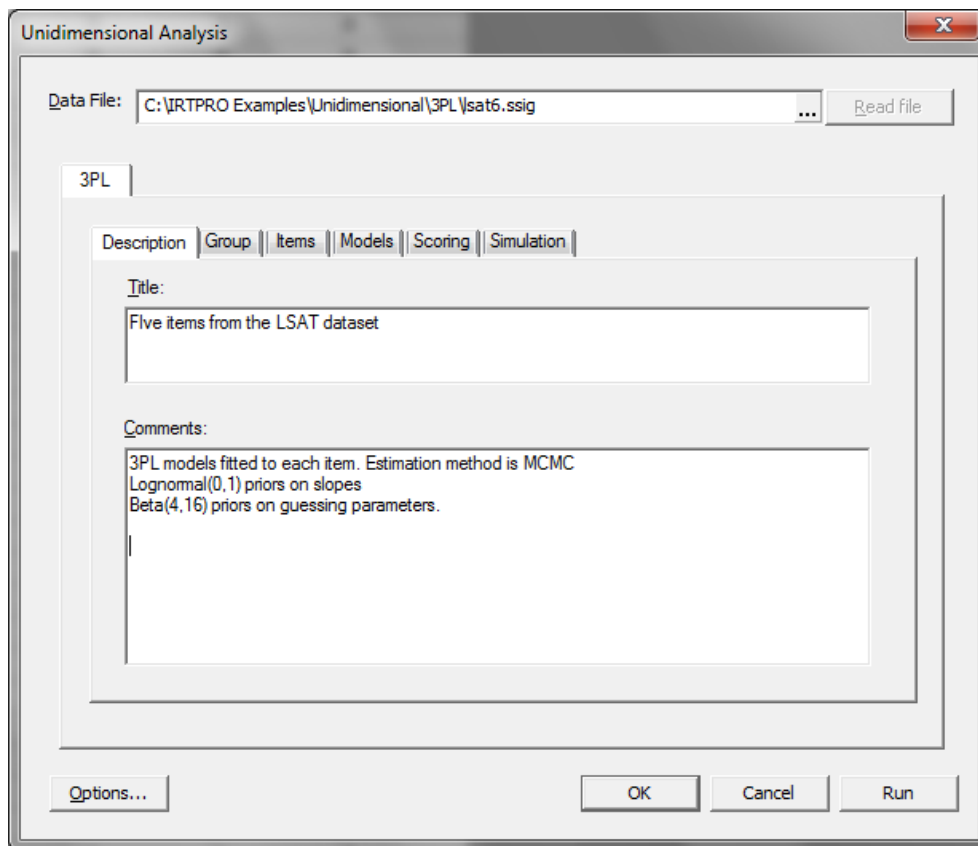 Unidimensional Analysis
Data File:
C:\IRTPRO Examples\Unidimensional\3PL\lsat6.ssig
...
Read file
3PL
Description Group Items Models Scoring Simulation
Title:
FIve items from the LSAT dataset
Comments:
3PL models fitted to each item. Estimation method is MCMC
Lognormal(0,1) priors on slopes
Beta(4,16) priors on guessing parameters.
Options...
OK
Cancel
Run